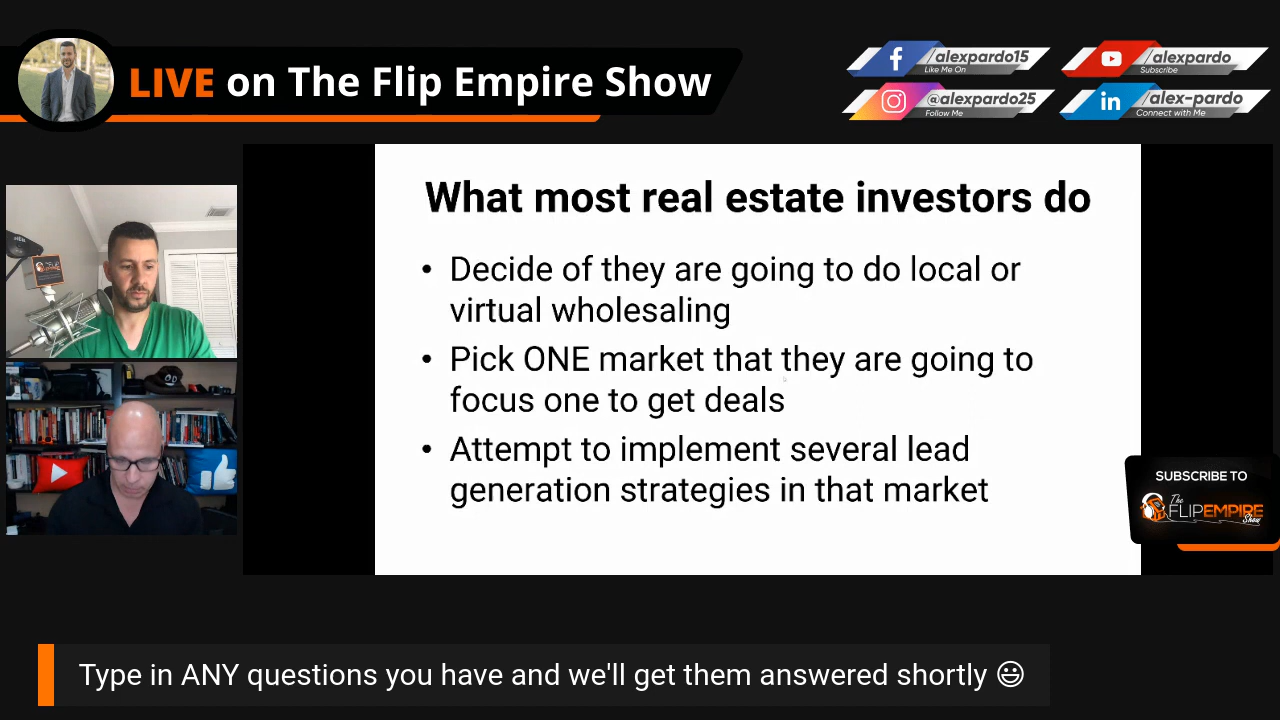 LIVE on The Flip Empire Show
/alexpardo15
Like Me On
/alexpardo
Subscribe
@alexpardo25
Follow Me
/alex-pardo
Connect with Me
What most real estate investors do
• Decide of they are going to do local or
virtual wholesaling
• Pick ONE market that they are going to
focus one to get deals
• Attempt to implement several lead
generation strategies in that market
SUBSCRIBE TO
The
FLIPEMPIRE
Show
Type in ANY questions you have and we'll get them answered shortly 😃